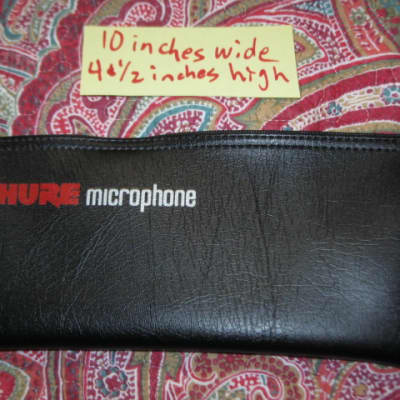 10 inches wide
4 1/2 inches high
HURE microphone